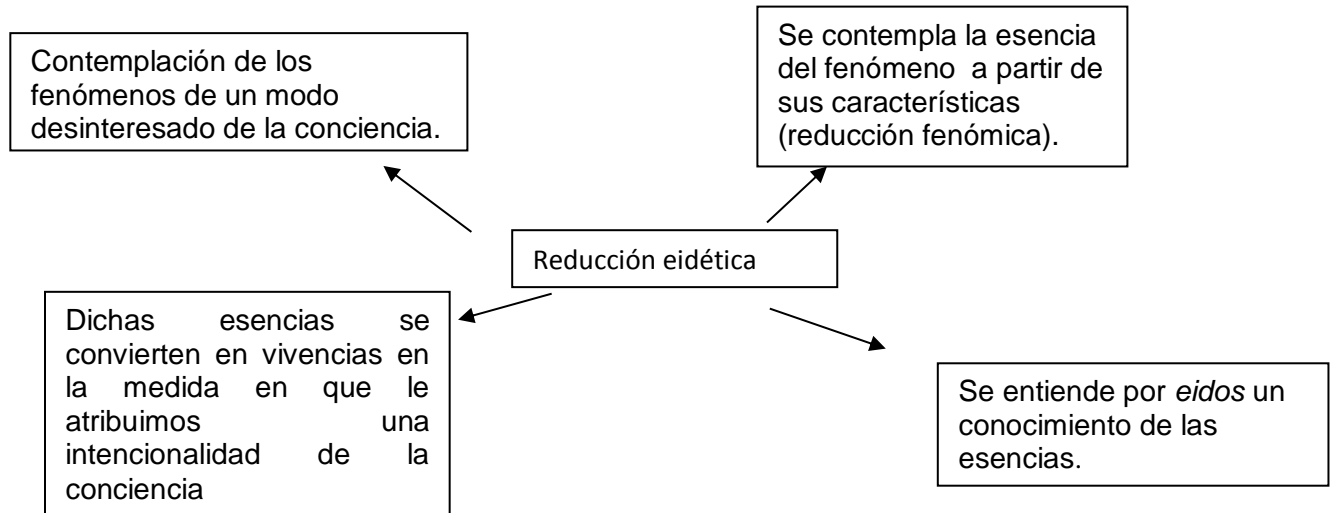 Contemplación de los
fenómenos de un modo
desinteresado de la conciencia.
Se contempla la esencia
del fenómeno a partir de
sus características
(reducción fenómica).
Reducción eidética
Dichas esencias se
convierten en vivencias en
la medida en que le
atribuimos una
intencionalidad de la
conciencia
Se entiende por eidos un
conocimiento de las
esencias.